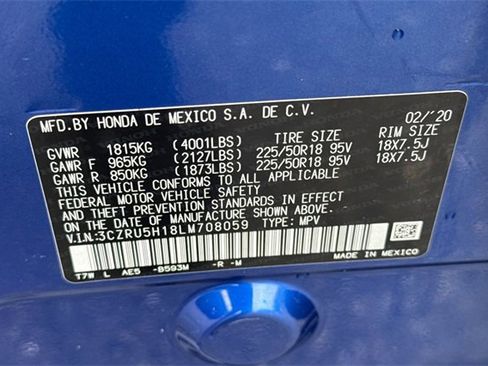 MFD.BY HONDA DE MEXICO S.A. DE C.V. 02/'20
GVWR 1815KG (4001LBS) TIRE SIZE RIM SIZE
GAWR F 965KG (2127LBS) 225/50R18 95V 18X7.5J
GAWR R 850KG (1873LBS) 225/50R18 95V 18X7.5J
THIS VEHICLE CONFORMS TO ALL APPLICABLE
FEDERAL MOTOR VEHICLE SAFETY
STANDARDS IN EFFECT ON THE DATE OF
MANUFACTURE SHOWN ABOVE.
V.I.N:3CZRU5H18LM708059 TYPE: MPV
T7W L AE5 -B593M -R -M MADE IN MEXICO